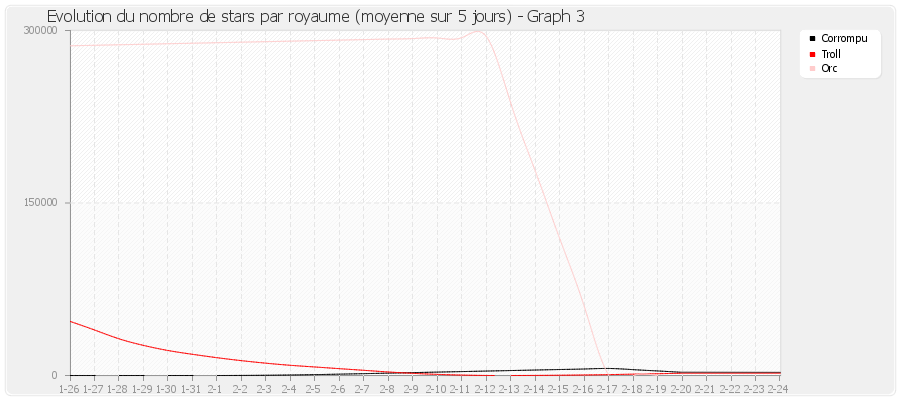 Evolution du nombre de stars par royaume (moyenne sur 5 jours) - Graph 3
300000
150000
0
Corrompu
Troll
Orc
1-26 1-27 1-28 1-29 1-30 1-31 2-1 2-2 2-3 2-4 2-5 2-6 2-7 2-8 2-9 2-10 2-11 2-12 2-13 2-14 2-15 2-16 2-17 2-18 2-19 2-20 2-21 2-22 2-23 2-24